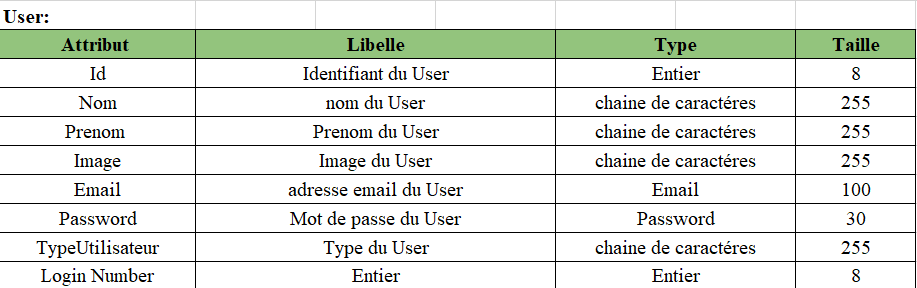 User:
Attribut Libelle Type Taille
Id Identifiant du User Entier 8
Nom nom du User chaine de caractéres 255
Prenom Prenom du User chaine de caractéres 255
Image Image du User chaine de caractéres 255
Email adresse email du User Email 100
Password Mot de passe du User Password 30
TypeUtilisateur Type du User chaine de caractéres 255
Login Number Entier Entier 8